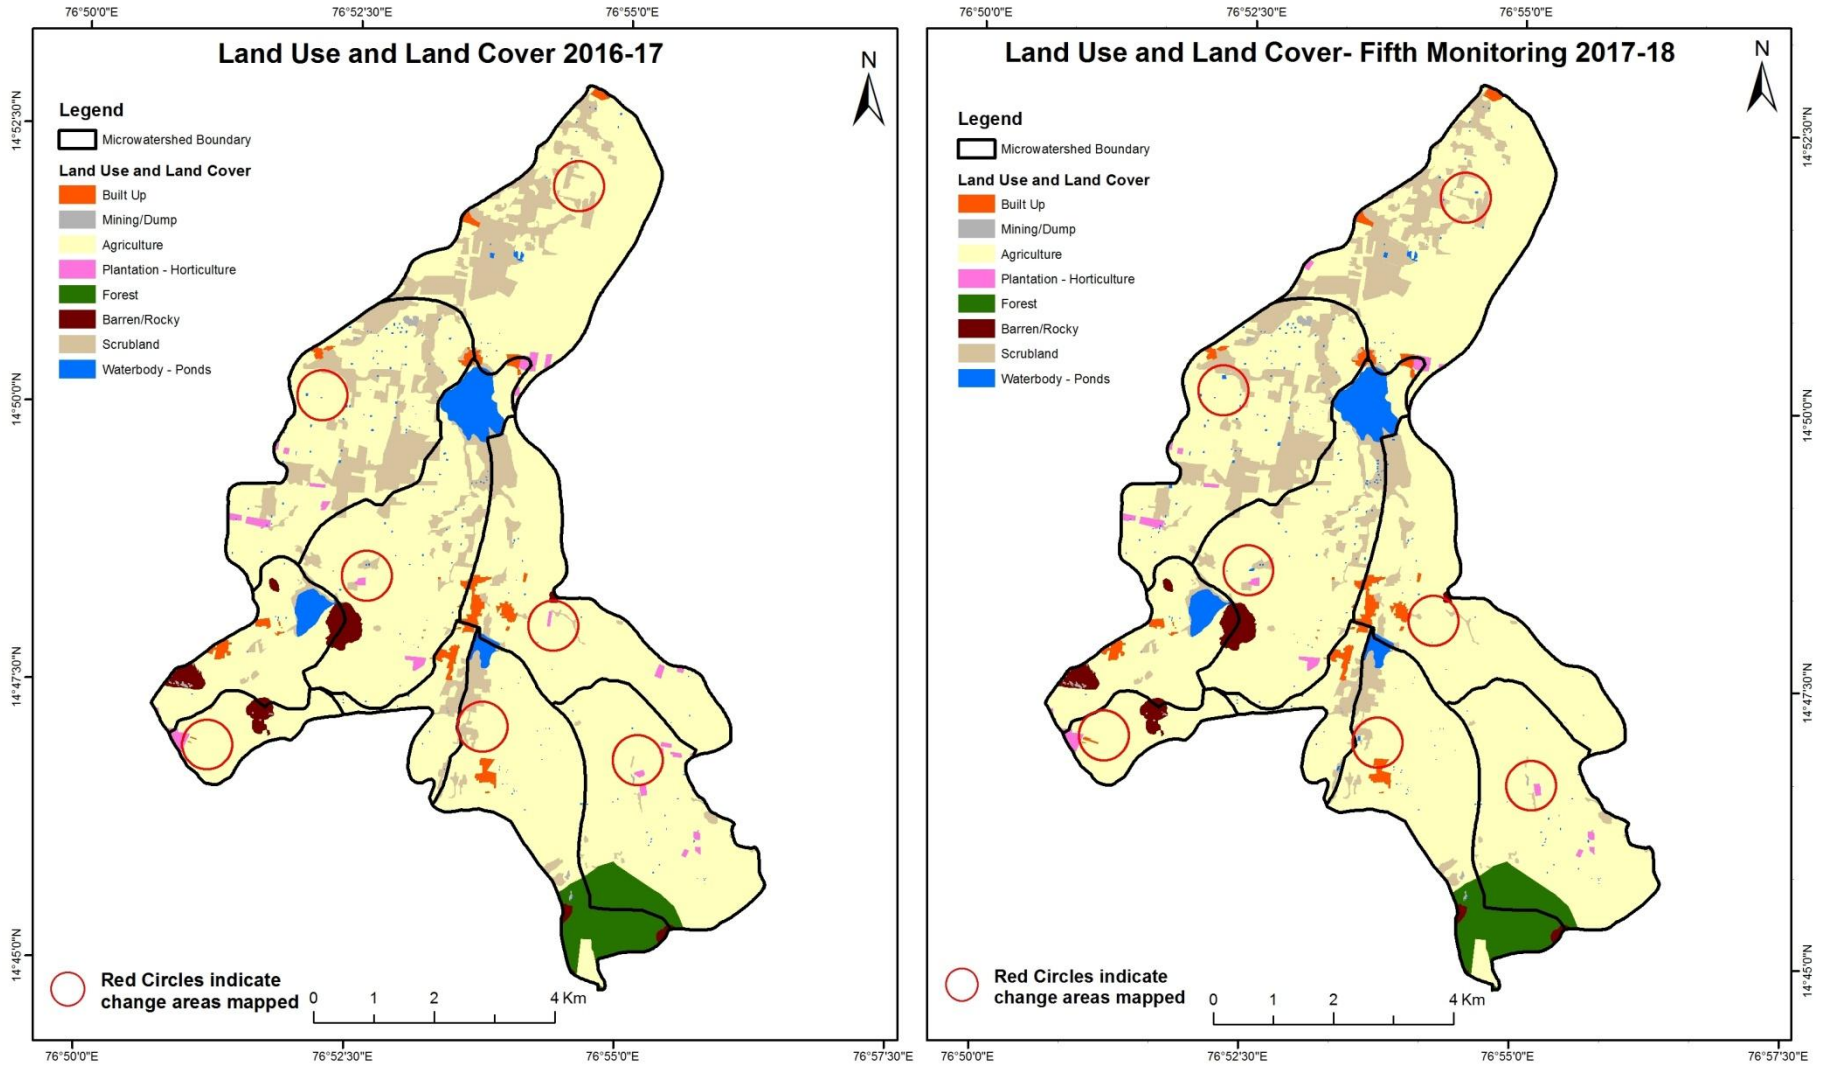 76°50'0"E 76°52'30"E 76°55'0"E
Land Use and Land Cover 2016-17
N
Legend
Microwatershed Boundary
Land Use and Land Cover
Built Up
Mining/Dump
Agriculture
Plantation - Horticulture
Forest
Barren/Rocky
Scrubland
Waterbody - Ponds
14°52'30"N
14°50'0"N
14°47'30"N
14°45'0"N
Red Circles indicate
change areas mapped
0 1 2 4 Km
76°50'0"E 76°52'30"E 76°55'0"E 76°57'30"E
76°50'0"E 76°52'30"E 76°55'0"E
Land Use and Land Cover- Fifth Monitoring 2017-18
N
Legend
Microwatershed Boundary
Land Use and Land Cover
Built Up
Mining/Dump
Agriculture
Plantation - Horticulture
Forest
Barren/Rocky
Scrubland
Waterbody - Ponds
14°52'30"N
14°50'0"N
14°47'30"N
14°45'0"N
Red Circles indicate
change areas mapped
0 1 2 4 Km
76°50'0"E 76°52'30"E 76°55'0"E 76°57'30"E